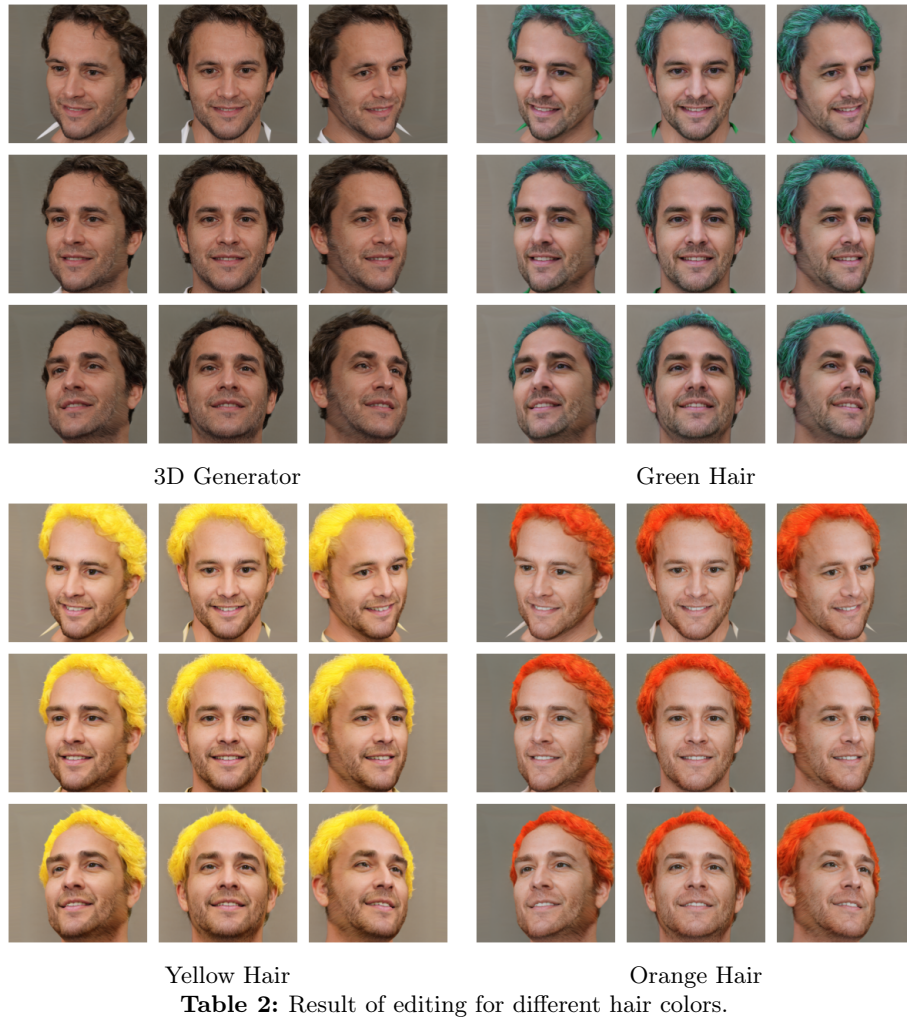 3D Generator
Green Hair
Yellow Hair
Orange Hair
Table 2: Result of editing for different hair colors.